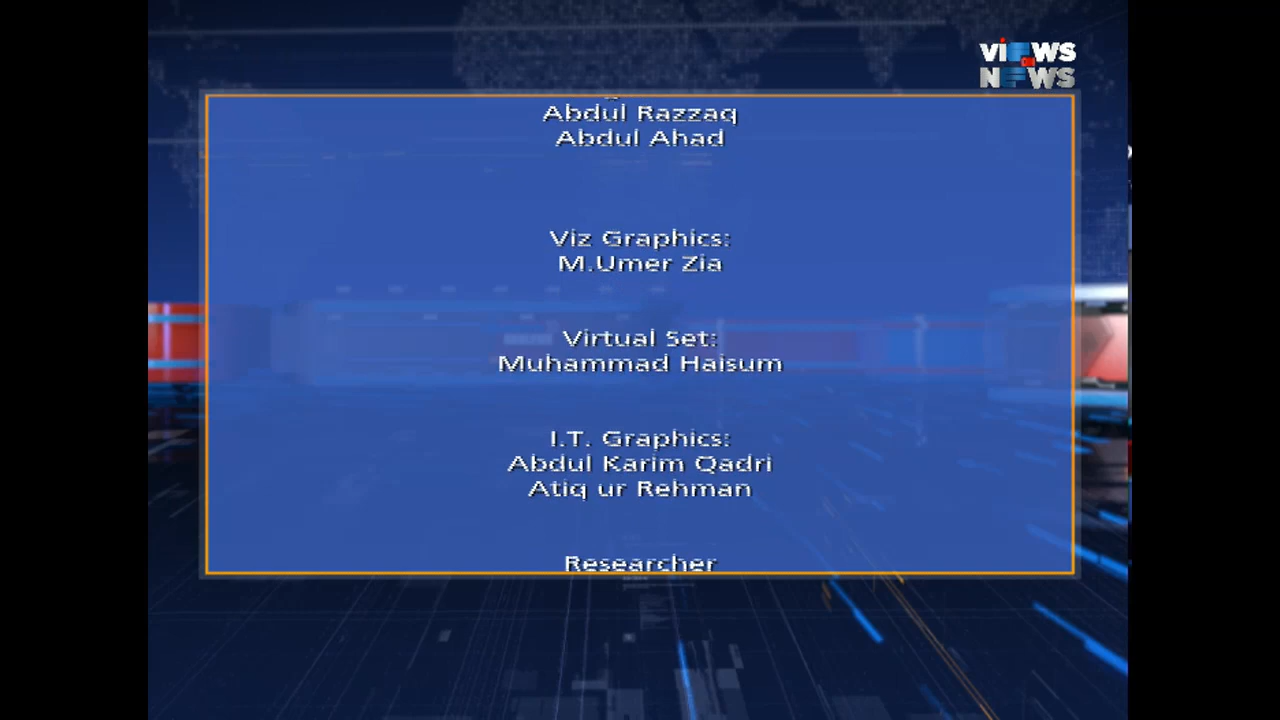 ViEWS
ON
NEWS
Abdul Razzaq
Abdul Ahad
Viz Graphics:
M.Umer Zia
Virtual Set:
Muhammad Haisum
I.T. Graphics:
Abdul Karim Qadri
Atiq ur Rehman
Researcher